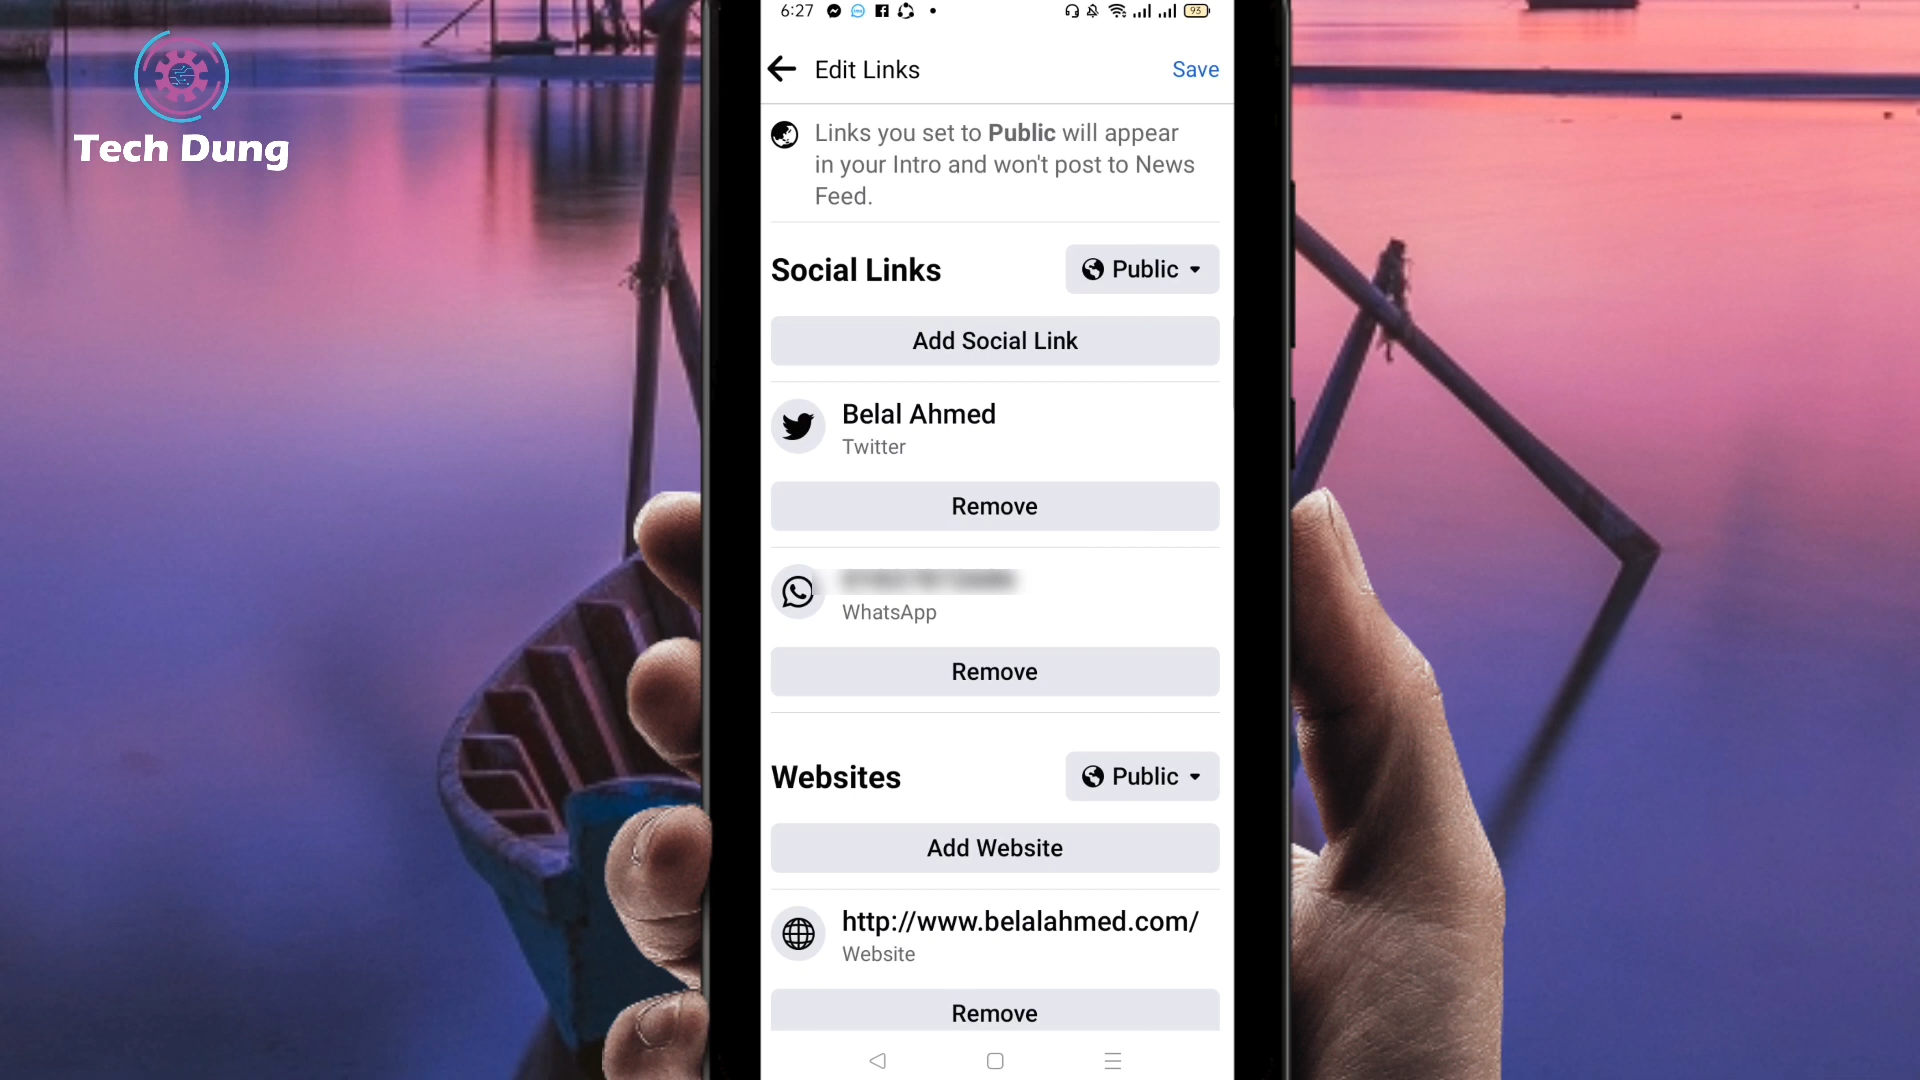 Tech Dung
6:27
93
Edit Links
Save
Links you set to Public will appear
in your Intro and won't post to News
Feed.
Social Links
Public
Add Social Link
Belal Ahmed
Twitter
Remove
WhatsApp
Remove
Websites
Public
Add Website
http://www.belalahmed.com/
Website
Remove